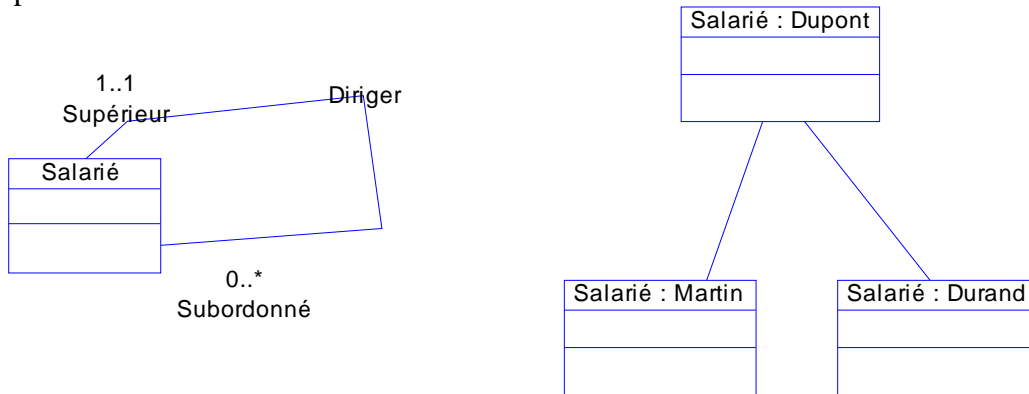 Salarié : Dupont
1..1
Supérieur
Diriger
Salarié
0..*
Subordonné
Salarié : Martin
Salarié : Durand